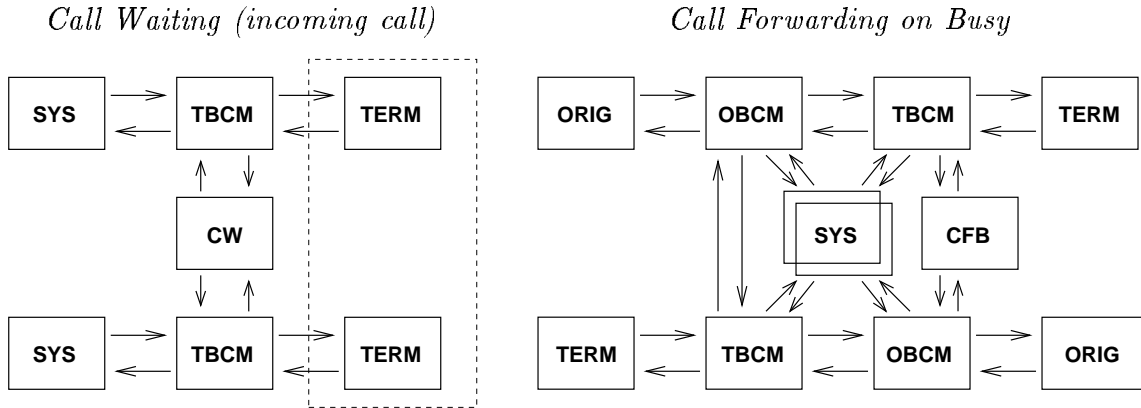 Call Waiting (incoming call)
Call Forwarding on Busy
SYS
TBCM
TERM
ORIG
OBCM
TBCM
TERM
CW
SYS
CFB
SYS
TBCM
TERM
TERM
TBCM
OBCM
ORIG